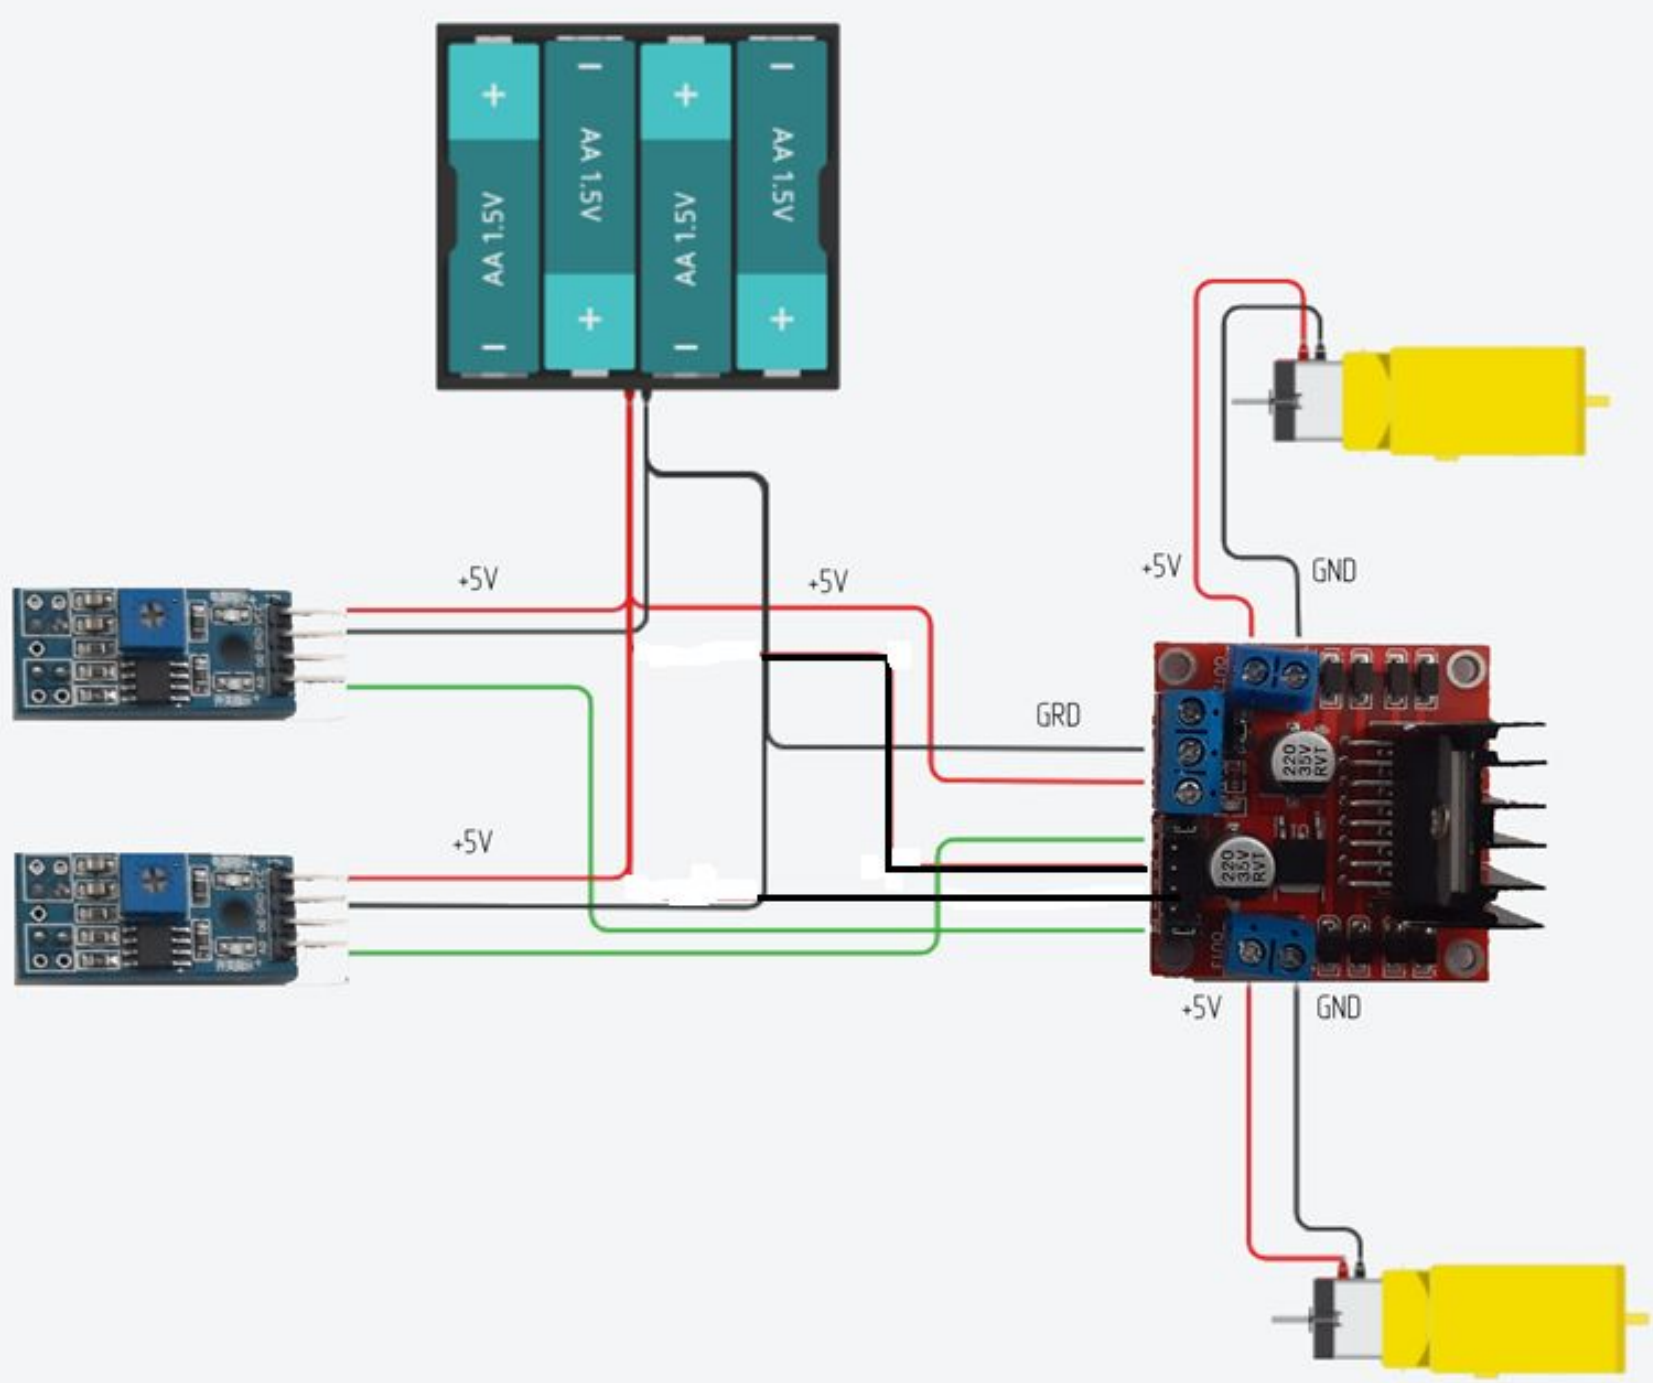 + − + −
AA 1.5V AA 1.5V AA 1.5V AA 1.5V
− + − +
+5V +5V
+5V GND
GRD
220
35V
RVT
+5V
220
35V
RVT
+5V GND